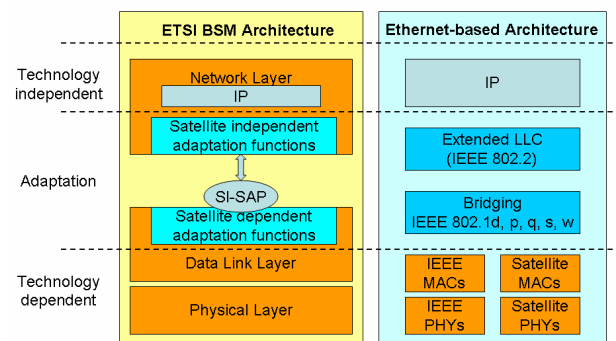 ETSI BSM Architecture
Ethernet-based Architecture
Technology
independent
Network Layer
IP
IP
Satellite independent
adaptation functions
Extended LLC
(IEEE 802.2)
Adaptation
SI-SAP
Satellite dependent
adaptation functions
Bridging
IEEE 802.1d, p, q, s, w
Technology
dependent
Data Link Layer
Physical Layer
IEEE
MACs
Satellite
MACs
IEEE
PHYs
Satellite
PHYs